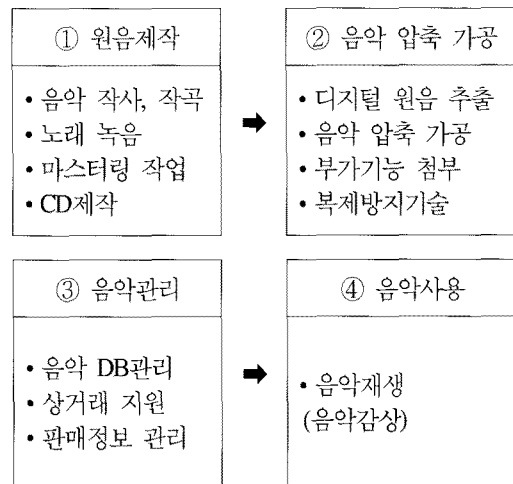 ① 원음제작
• 음악 작사, 작곡
• 노래 녹음
• 마스터링 작업
• CD제작
② 음악 압축 가공
• 디지털 원음 추출
• 음악 압축 가공
• 부가기능 첨부
• 복제방지기술
③ 음악관리
• 음악 DB관리
• 상거래 지원
• 판매정보 관리
④ 음악사용
• 음악재생
(음악감상)